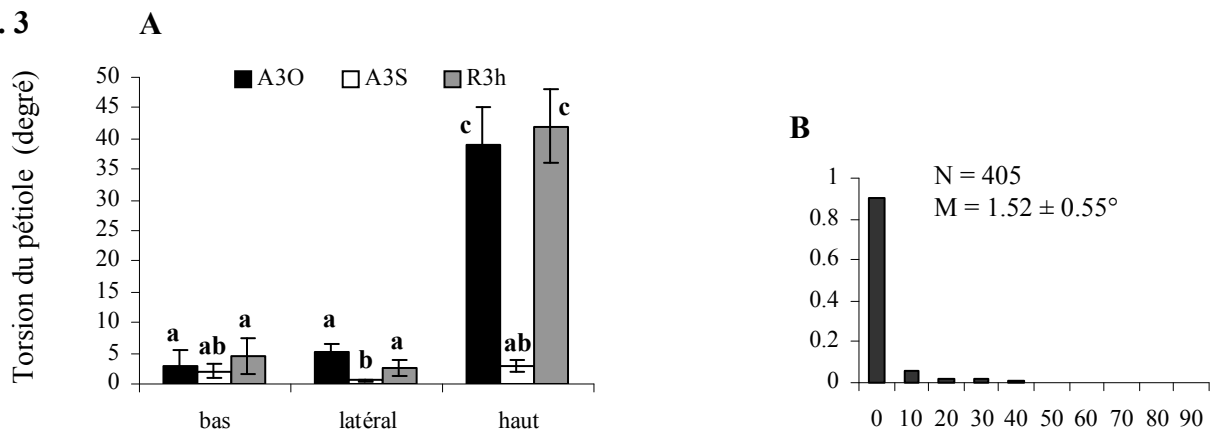 . 3
A
Torsion du pétiole (degré)
A3O A3S R3h
50
45
40
35
30
25
20
15
10
5
0
a ab a
a b a
c ab c
bas latéral haut
B
N = 405
M = 1.52 ± 0.55°
1
0.8
0.6
0.4
0.2
0
0 10 20 30 40 50 60 70 80 90